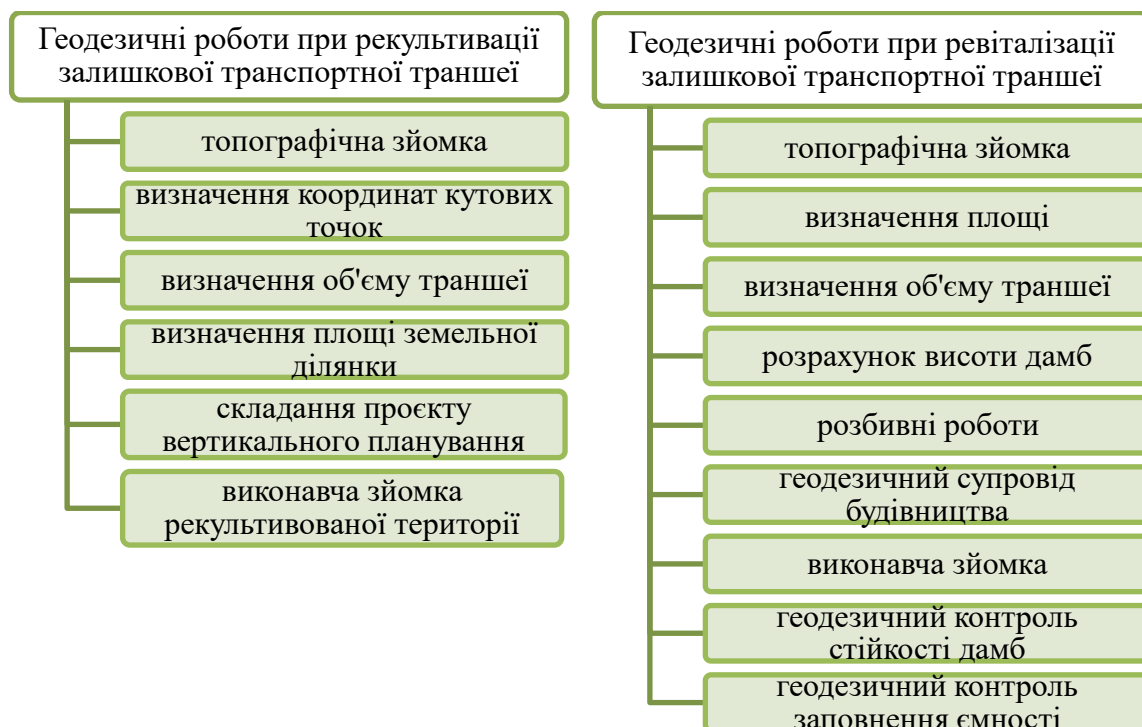 Геодезичні роботи при рекультивації
залишкової транспортної траншеї
топографічна зйомка
визначення координат кутових
точок
визначення об'єму траншеї
визначення площі земельної
ділянки
складання проєкту
вертикального планування
виконавча зйомка
рекультивованої території
Геодезичні роботи при ревіталізації
залишкової транспортної траншеї
топографічна зйомка
визначення площі
визначення об'єму траншеї
розрахунок висоти дамб
розбивні роботи
геодезичний супровід
будівництва
виконавча зйомка
геодезичний контроль
стійкості дамб
геодезичний контроль
заповнення ємності